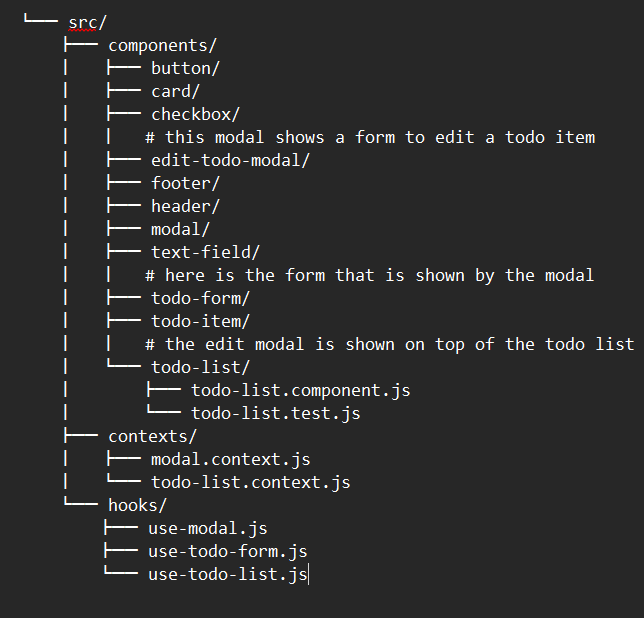 └── src/
    ├── components/
    │   ├── button/
    │   ├── card/
    │   ├── checkbox/
    │   │   # this modal shows a form to edit a todo item
    │   ├── edit-todo-modal/
    │   ├── footer/
    │   ├── header/
    │   ├── modal/
    │   ├── text-field/
    │   │   # here is the form that is shown by the modal
    │   ├── todo-form/
    │   ├── todo-item/
    │   │   # the edit modal is shown on top of the todo list
    │   └── todo-list/
    │       ├── todo-list.component.js
    │       └── todo-list.test.js
    ├── contexts/
    │   ├── modal.context.js
    │   └── todo-list.context.js
    └── hooks/
        ├── use-modal.js
        ├── use-todo-form.js
        └── use-todo-list.js